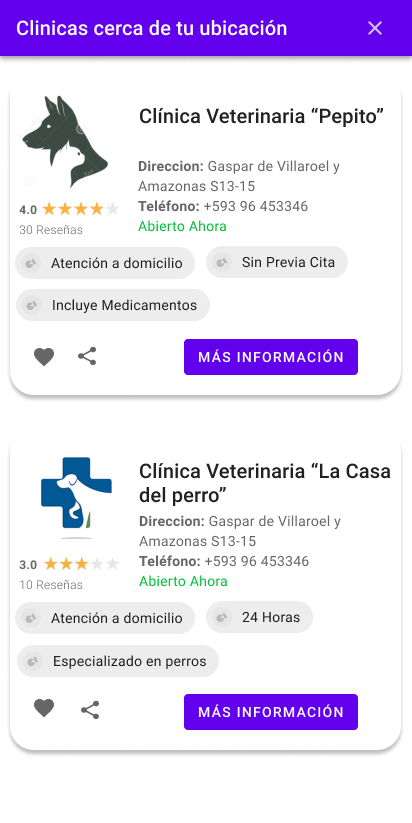 Clinicas cerca de tu ubicación
Clínica Veterinaria “Pepito”
Direccion: Gaspar de Villaroel y
Amazonas S13-15
Teléfono: +593 96 453346
Abierto Ahora
4.0
30 Reseñas
Atención a domicilio
Sin Previa Cita
Incluye Medicamentos
MÁS INFORMACIÓN
Clínica Veterinaria “La Casa
del perro”
Direccion: Gaspar de Villaroel y
Amazonas S13-15
Teléfono: +593 96 453346
Abierto Ahora
3.0
10 Reseñas
Atención a domicilio
24 Horas
Especializado en perros
MÁS INFORMACIÓN